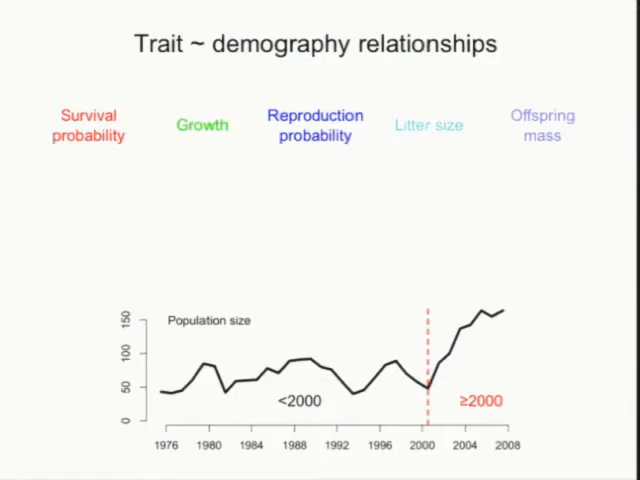 Trait ~ demography relationships
Survival probability
Growth
Reproduction probability
Litter size
Offspring mass
Population size
150
100
50
0
<2000
≥2000
1976 1980 1984 1988 1992 1996 2000 2004 2008